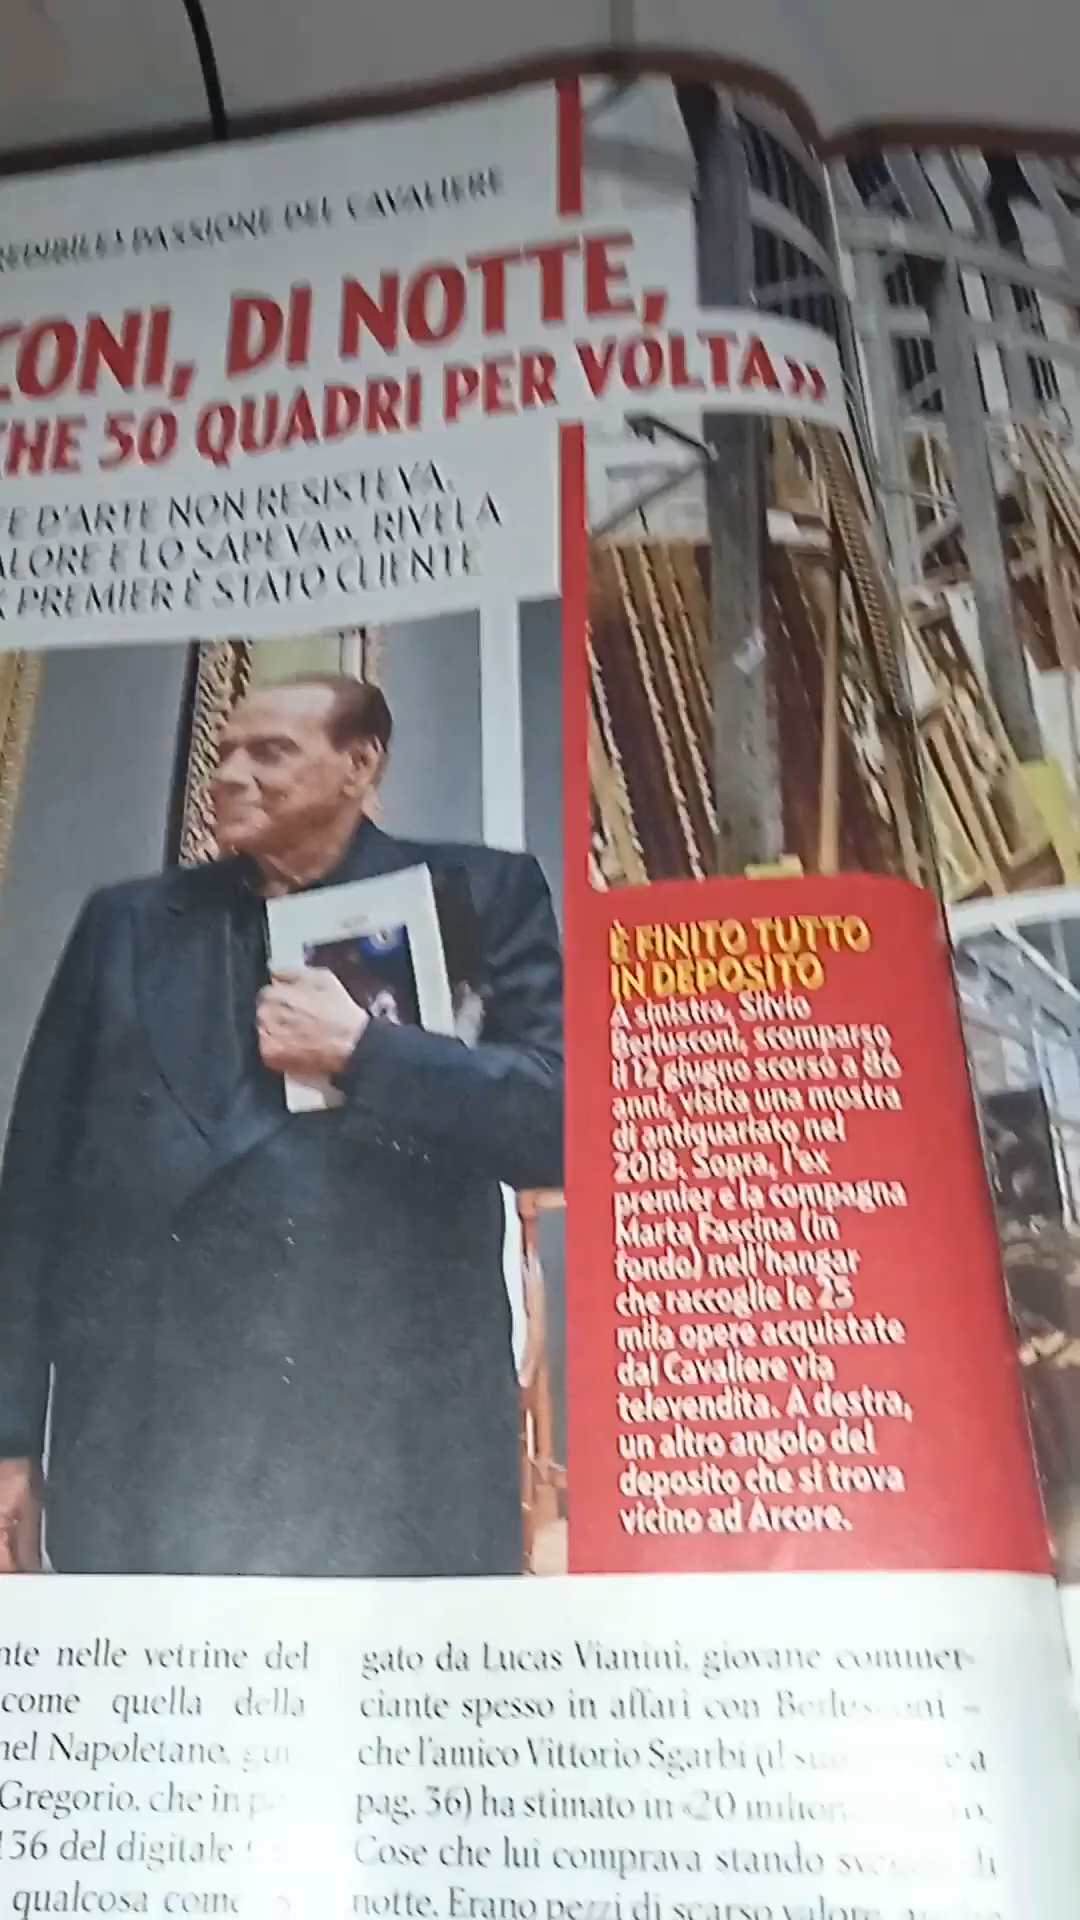 PASSIONE DEL CAVALIERE
CONI, DI NOTTE,
CHE 50 QUADRI PER VOLTA»
E D'ARTE NON RESISTEVA.
ALORE E LO SAPEVA», RIVELA
X PREMIER È STATO CLIENTE
È FINITO TUTTO
IN DEPOSITO
A sinistra, Silvio
Berlusconi, scomparso
il 12 giugno scorso a 86
anni, visita una mostra
di antiquariato nel
2018. Sopra, l'ex
premier e la compagna
Marta Fascina (in
fondo) nell'hangar
che raccoglie le 25
mila opere acquistate
dal Cavaliere via
televendita. A destra,
un altro angolo del
deposito che si trova
vicino ad Arcore.
nte nelle vetrine del
come quella della
nel Napoletano,
Gregorio, che in
136 del digitale
qualcosa come
gato da Lucas Vianini, giovane commer-
ciante spesso in affari con Berlusconi –
che l'amico Vittorio Sgarbi (il a
pag. 36) ha stimato in «20
Cose che lui comprava stando di
notte. Erano pezzi di scarso valore,